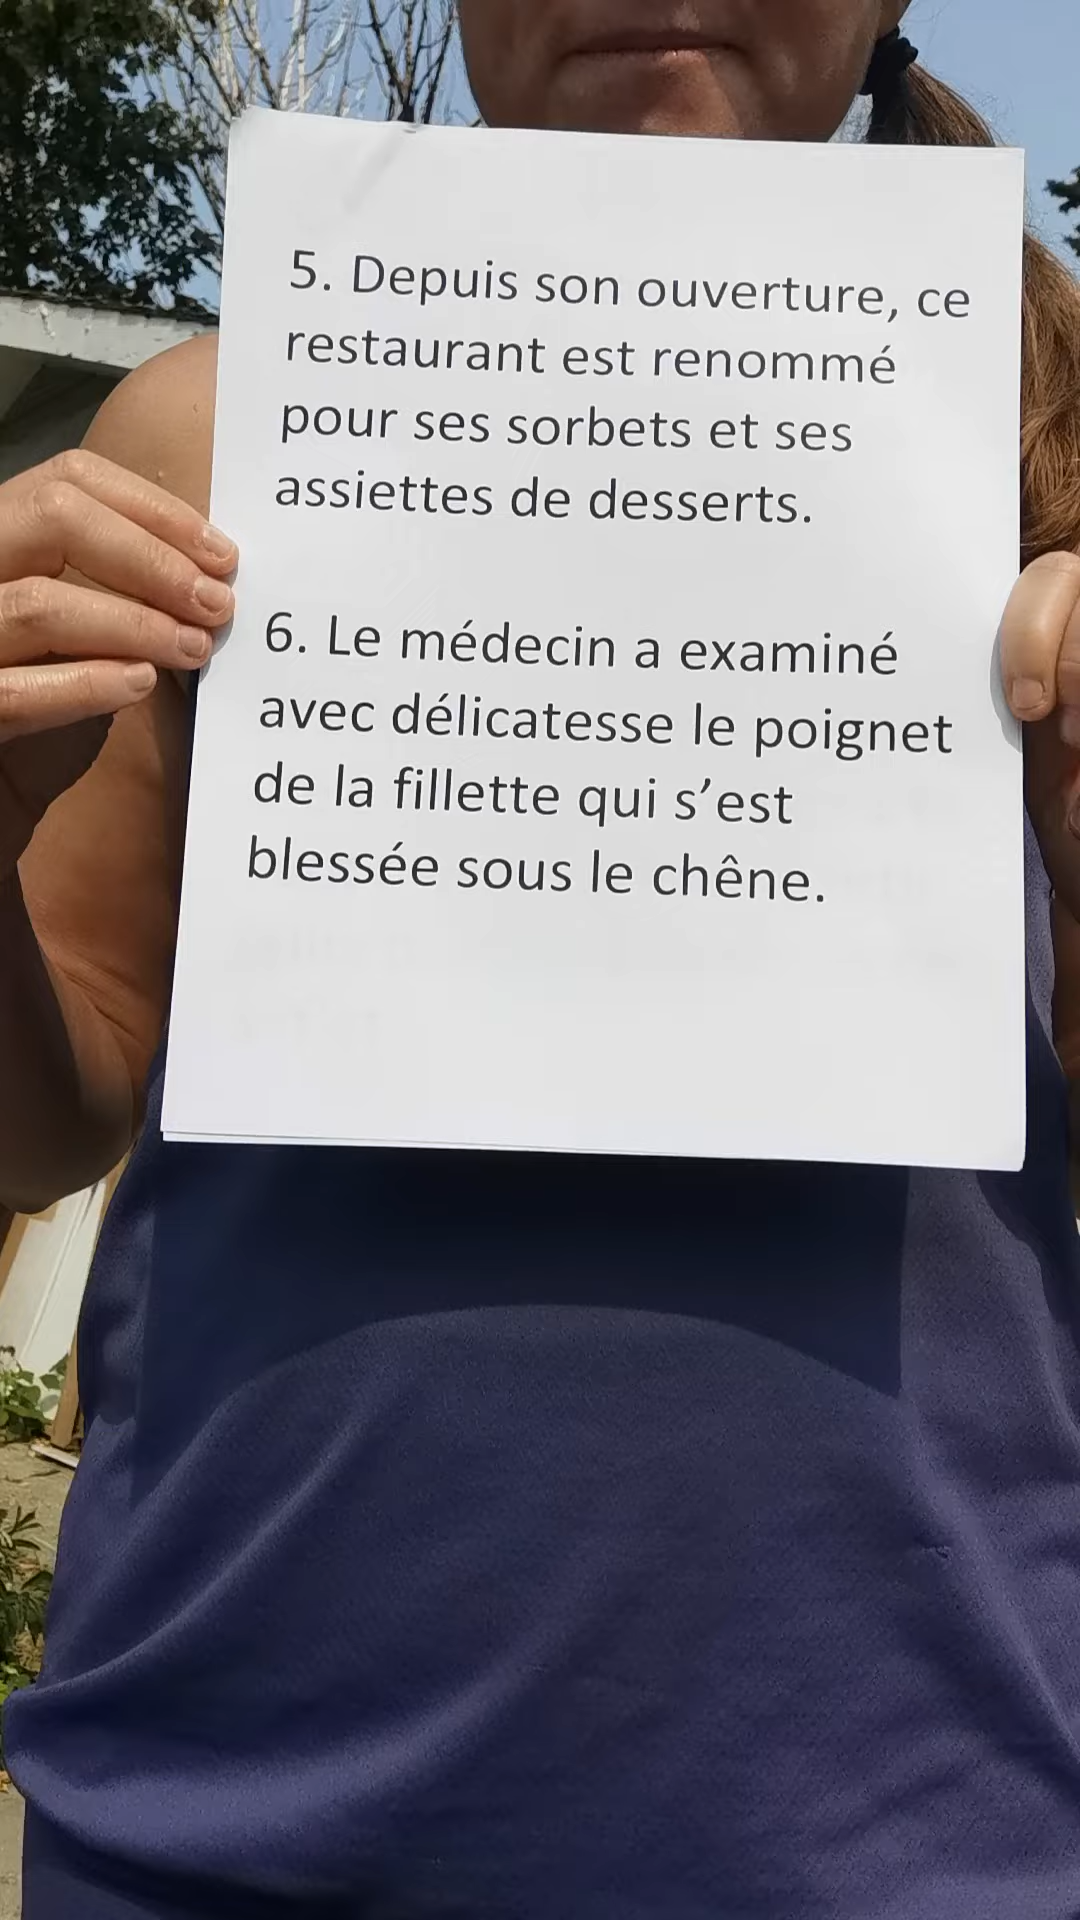 5. Depuis son ouverture, ce
restaurant est renommé
pour ses sorbets et ses
assiettes de desserts.
6. Le médecin a examiné
avec délicatesse le poignet
de la fillette qui s’est
blessée sous le chêne.